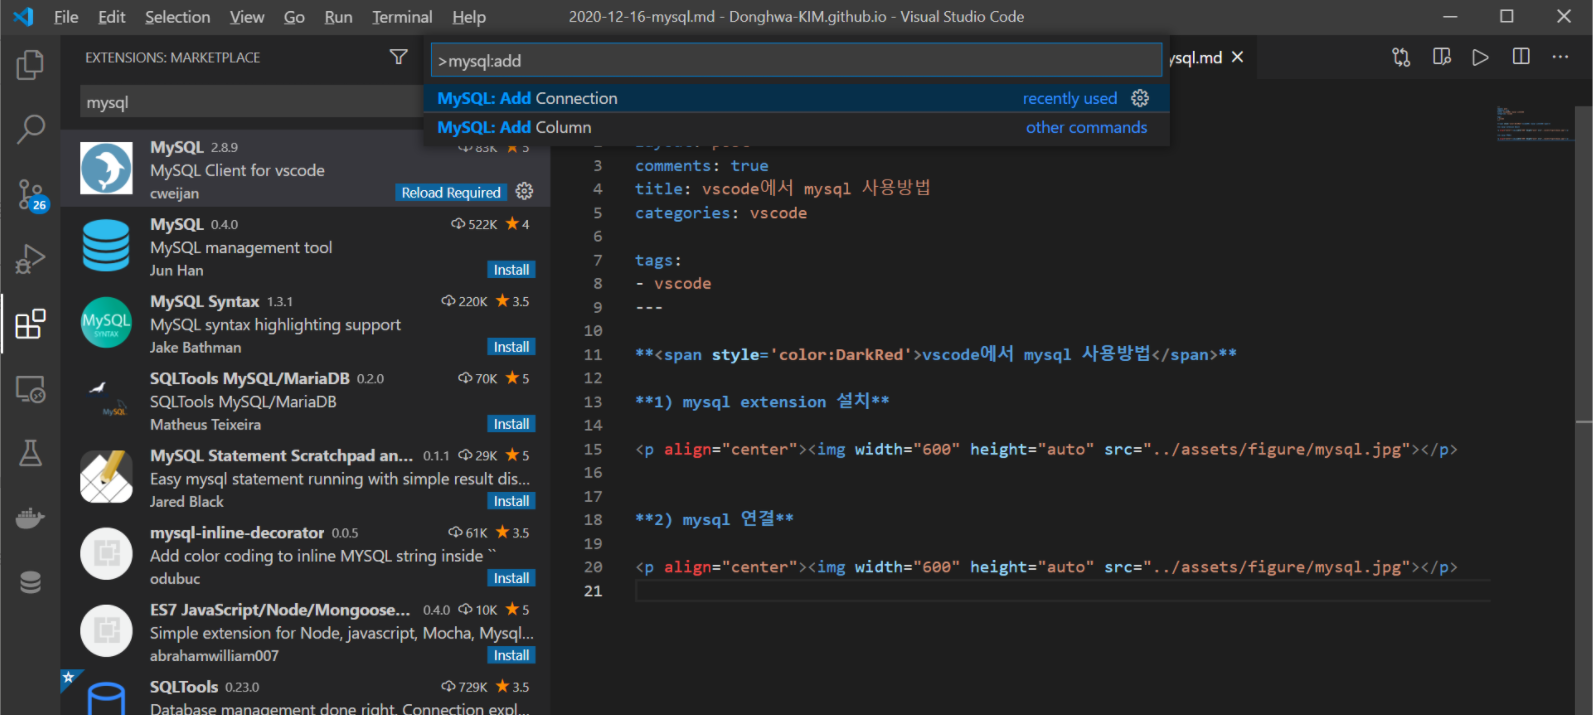 File Edit Selection View Go Run Terminal Help 2020-12-16-mysql.md - Donghwa-KIM.github.io - Visual Studio Code
EXTENSIONS: MARKETPLACE
mysql
>mysql:add
MySQL: Add Connection recently used
MySQL: Add Column other commands
MySQL 2.8.9 83K 5
MySQL Client for vscode
cweijan Reload Required
MySQL 0.4.0 522K 4
MySQL management tool
Jun Han Install
MySQL SYNTAX
MySQL Syntax 1.3.1 220K 3.5
MySQL syntax highlighting support
Jake Bathman Install
MySQL
SQLTools MySQL/MariaDB 0.2.0 70K 5
SQLTools MySQL/MariaDB
Matheus Teixeira Install
MySQL Statement Scratchpad an... 0.1.1 29K 5
Easy mysql statement running with simple result dis...
Jared Black Install
mysql-inline-decorator 0.0.5 61K 3.5
Add color coding to inline MYSQL string inside ``
odubuc Install
ES7 JavaScript/Node/Mongoose... 0.4.0 10K 5
Simple extension for Node, javascript, Mocha, Mysql...
abrahamwilliam007 Install
SQLTools 0.23.0 729K 3.5
Database management done right. Connection expl...
26
ysql.md
3 comments: true
4 title: vscode에서 mysql 사용방법
5 categories: vscode
6
7 tags:
8 - vscode
9 ---
10
11 **<span style='color:DarkRed'>vscode에서 mysql 사용방법</span>**
12
13 **1) mysql extension 설치**
14
15 <p align="center"><img width="600" height="auto" src="../assets/figure/mysql.jpg"></p>
16
17
18 **2) mysql 연결**
19
20 <p align="center"><img width="600" height="auto" src="../assets/figure/mysql.jpg"></p>
21